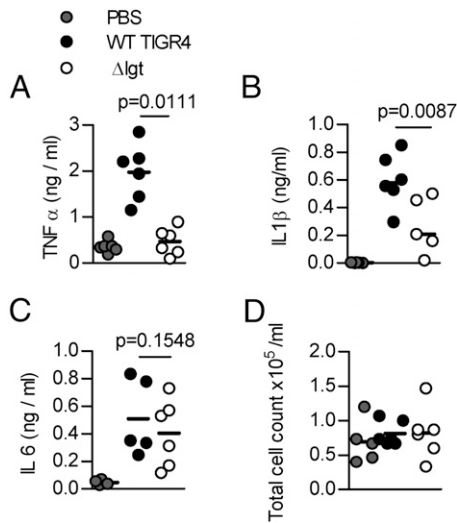 PBS
WT TIGR4
Δlgt
A
p=0.0111
TNF α (ng / ml)
3
2
1
0
B
p=0.0087
IL1β (ng/ml)
1.0
0.8
0.6
0.4
0.2
0.0
C
p=0.1548
IL 6 (ng / ml)
1.0
0.8
0.6
0.4
0.2
0.0
D
Total cell count x10⁵/ml
2.0
1.5
1.0
0.5
0.0